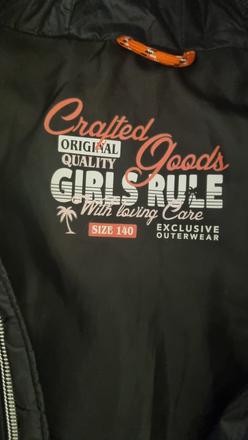 Crafted
Goods
ORIGINAL
&
QUALITY
GIRLS RULE
With loving Care
SIZE 140
EXCLUSIVE
OUTERWEAR